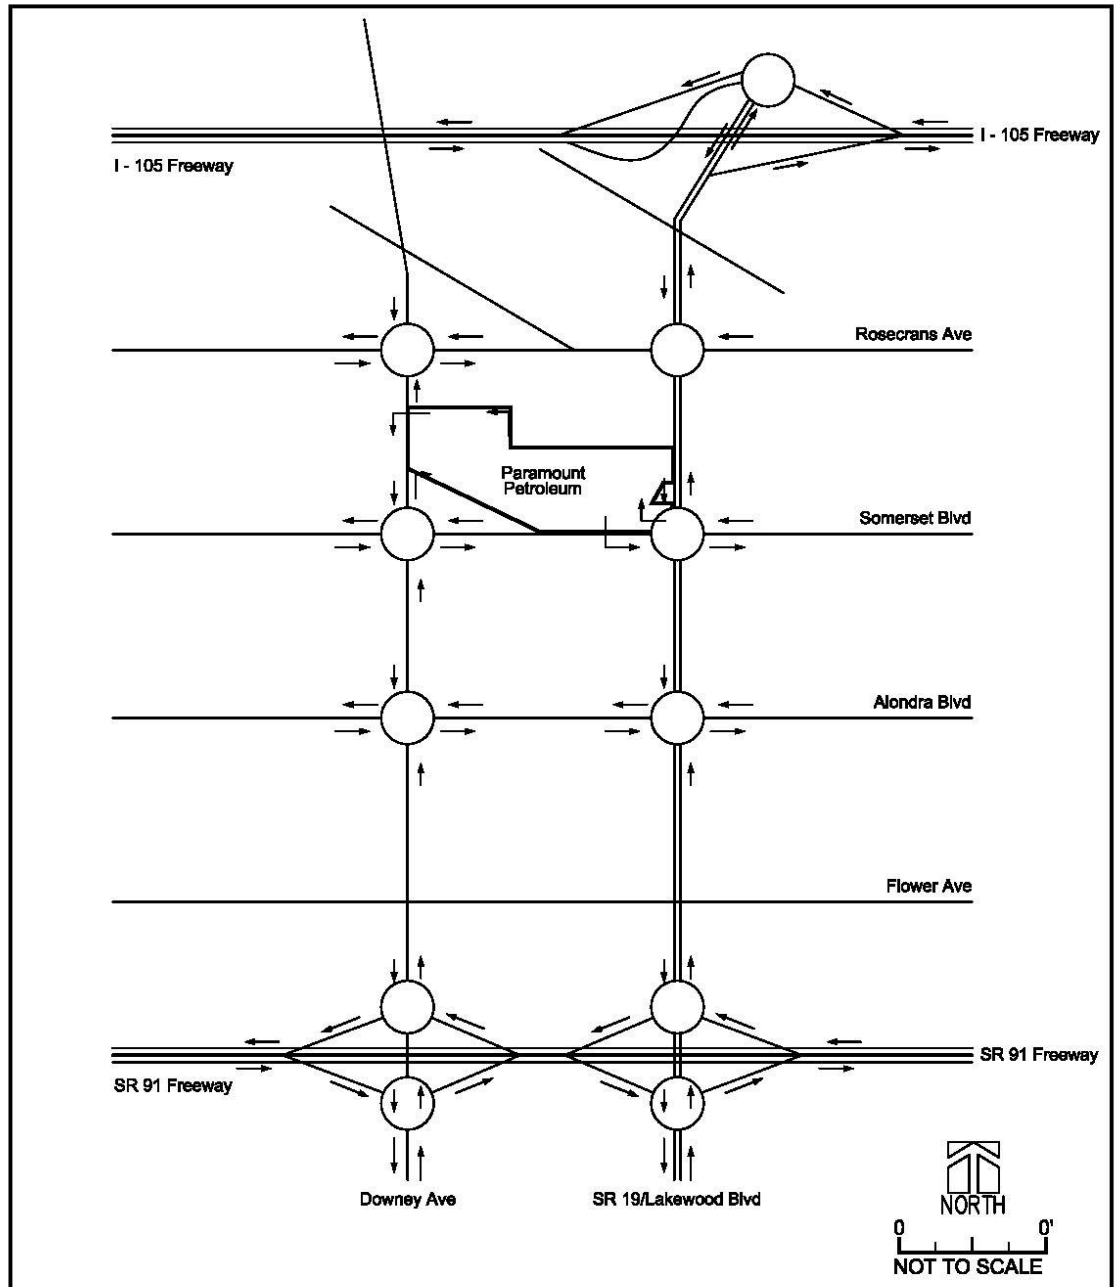 I - 105 Freeway
I - 105 Freeway
Rosecrans Ave
Paramount
Petroleum
Somerset Blvd
Alondra Blvd
Flower Ave
SR 91 Freeway
SR 91 Freeway
Downey Ave
SR 19/Lakewood Blvd
NORTH
0 0'
NOT TO SCALE